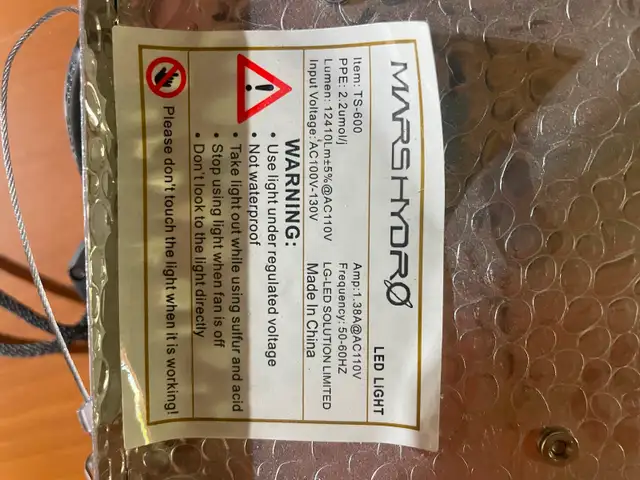 MARSHYDRO
LED LIGHT
Item: TS-600
Amp:1.38A@AC110V
PPE: 2.2umol/j
Frequency: 50-60HZ
Lumen: 12410Lm±5%@AC110V
LG-LED SOLUTION LIMITED
Input Voltage: AC100V-130V
Made In China
WARNING:
• Use light under regulated voltage
• Not waterproof
• Take light out while using sulfur and acid
• Stop using light when fan is off
• Don't look to the light directly
Please don't touch the light when it is working!